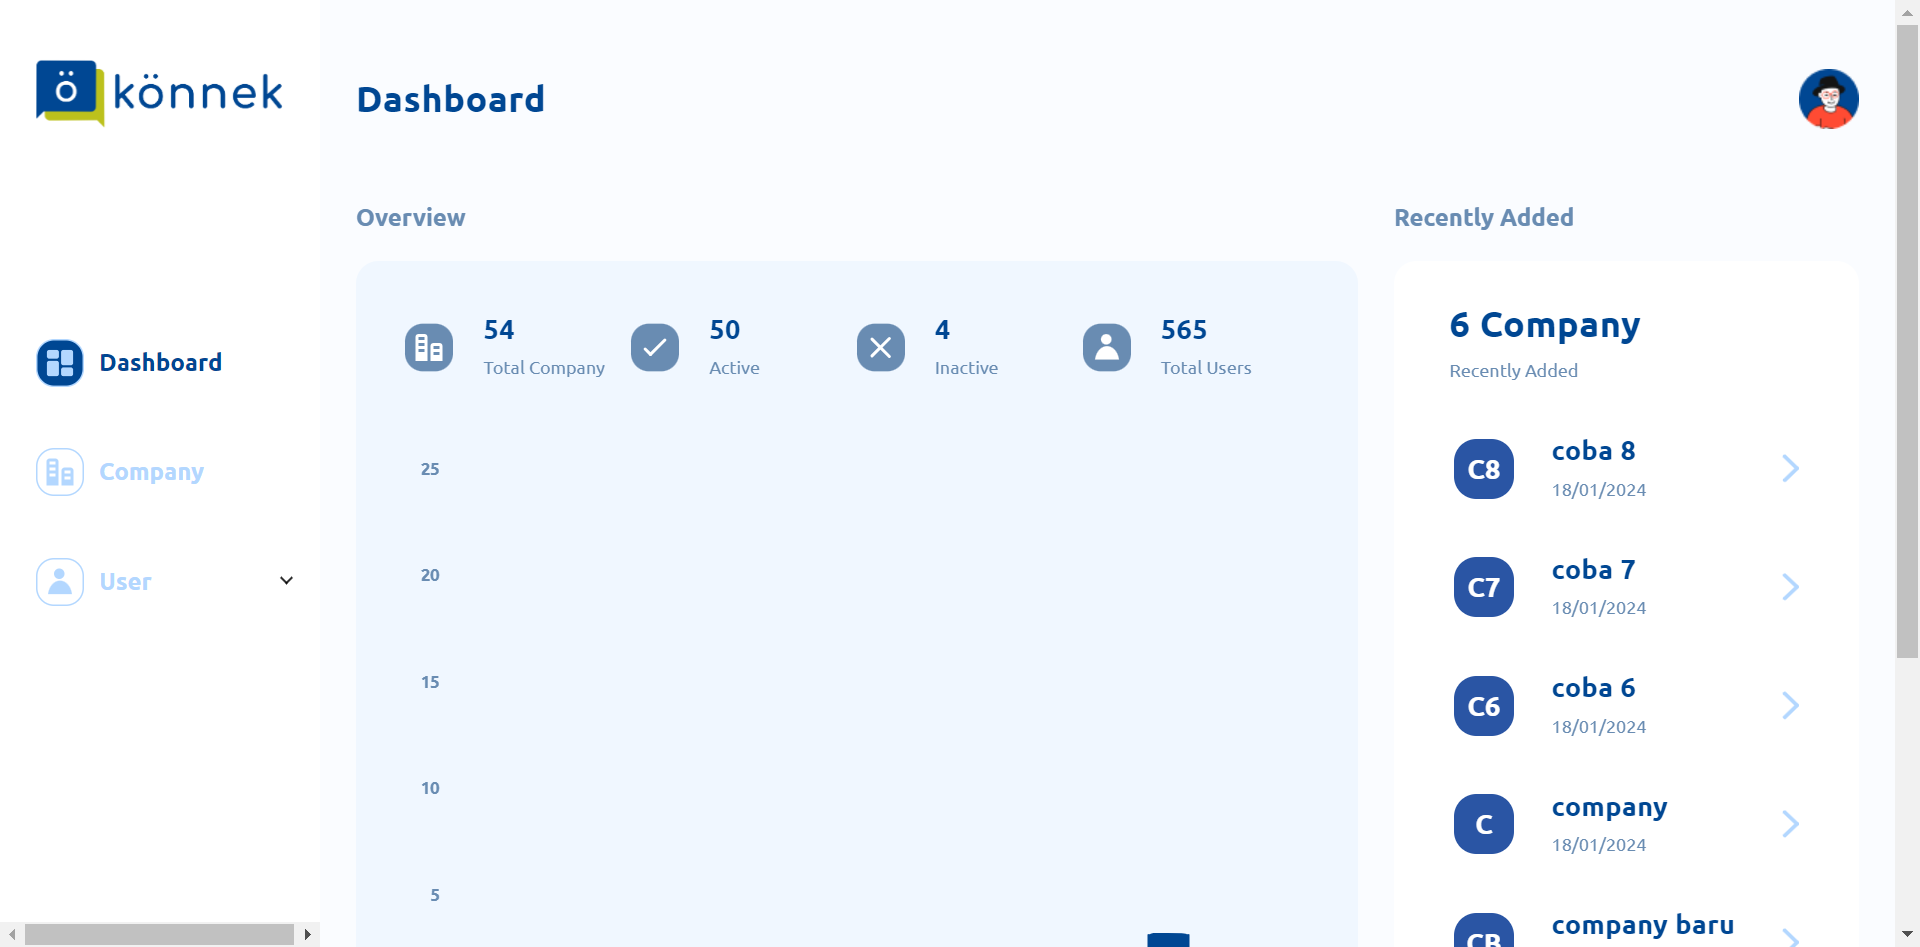 ö könnek
Dashboard
Dashboard
Company
User
Overview
54
Total Company
50
Active
4
Inactive
565
Total Users
25
20
15
10
5
Recently Added
6 Company
Recently Added
C8
coba 8
18/01/2024
C7
coba 7
18/01/2024
C6
coba 6
18/01/2024
C
company
18/01/2024
CB
company baru